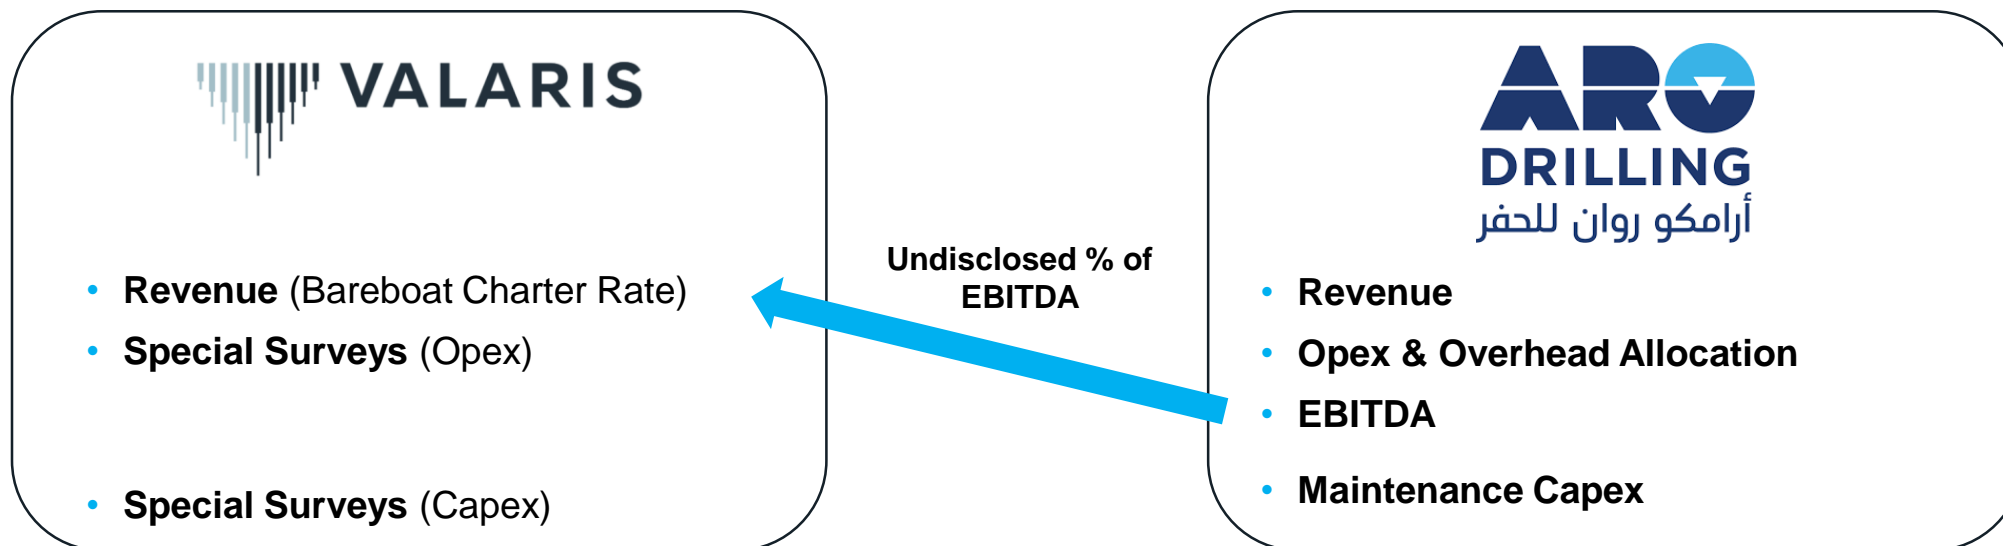 VALARIS
• Revenue (Bareboat Charter Rate)
• Special Surveys (Opex)
• Special Surveys (Capex)
Undisclosed % of
EBITDA
ARO
DRILLING
أرامكو روان للحفر
• Revenue
• Opex & Overhead Allocation
• EBITDA
• Maintenance Capex